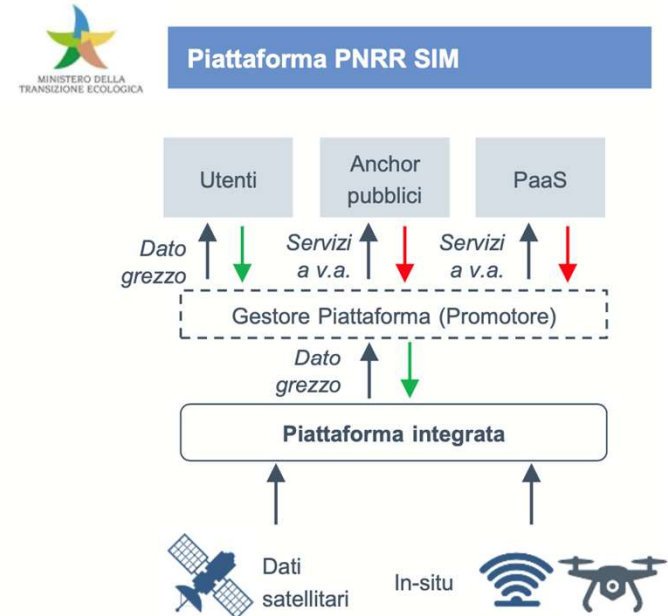 MINISTERO DELLA
TRANSIZIONE ECOLOGICA
Piattaforma PNRR SIM
Utenti
Anchor
pubblici
PaaS
Dato
grezzo
Servizi
a v.a.
Servizi
a v.a.
Gestore Piattaforma (Promotore)
Dato
grezzo
Piattaforma integrata
Dati
satellitari
In-situ